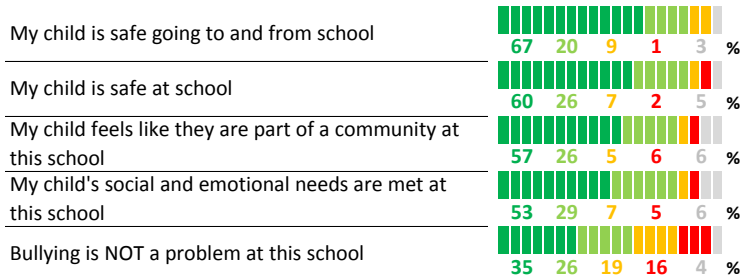 My child is safe going to and from school
67 20 9 1 3 %
My child is safe at school
60 26 7 2 5 %
My child feels like they are part of a community at
this school
57 26 5 6 6 %
My child's social and emotional needs are met at
this school
53 29 7 5 6 %
Bullying is NOT a problem at this school
35 26 19 16 4 %